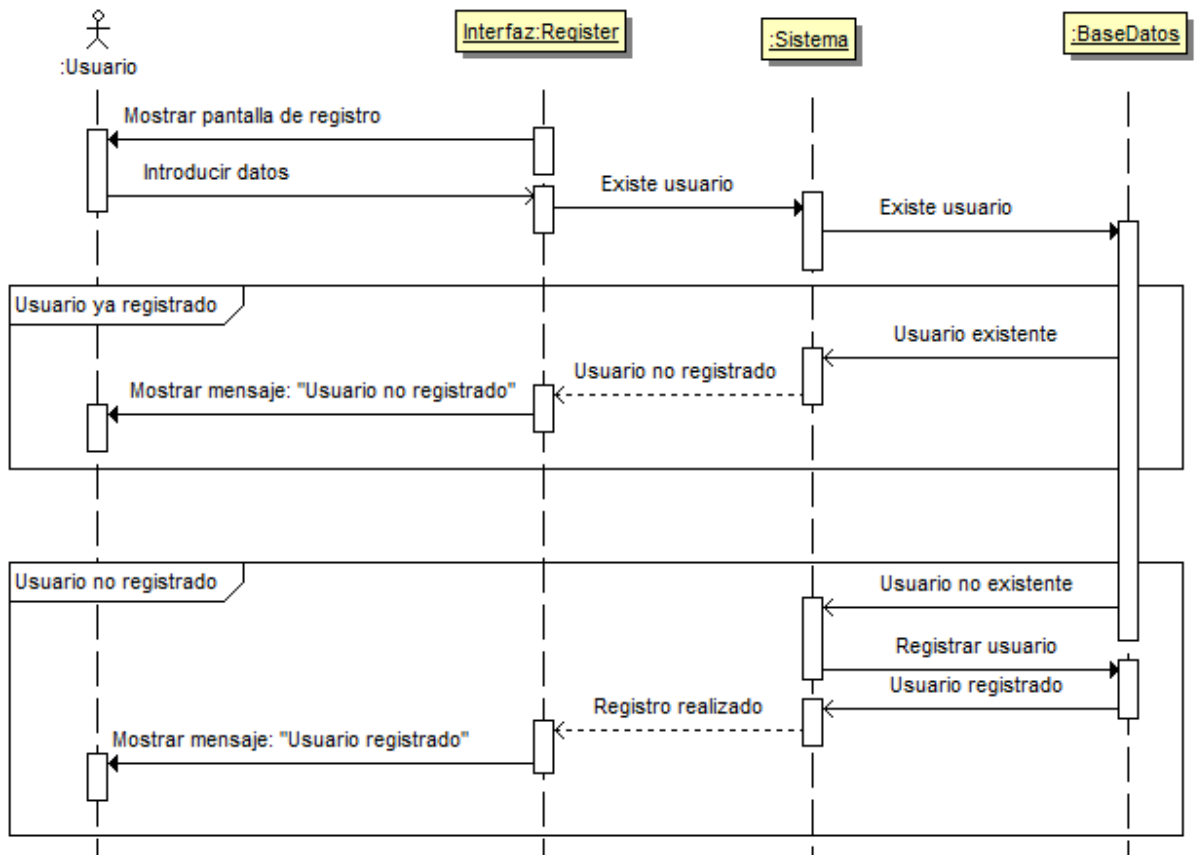 :Usuario
Interfaz:Register
:Sistema
:BaseDatos
Mostrar pantalla de registro
Introducir datos
Existe usuario
Existe usuario
Usuario ya registrado
Usuario existente
Usuario no registrado
Mostrar mensaje: "Usuario no registrado"
Usuario no registrado
Usuario no existente
Registrar usuario
Usuario registrado
Registro realizado
Mostrar mensaje: "Usuario registrado"